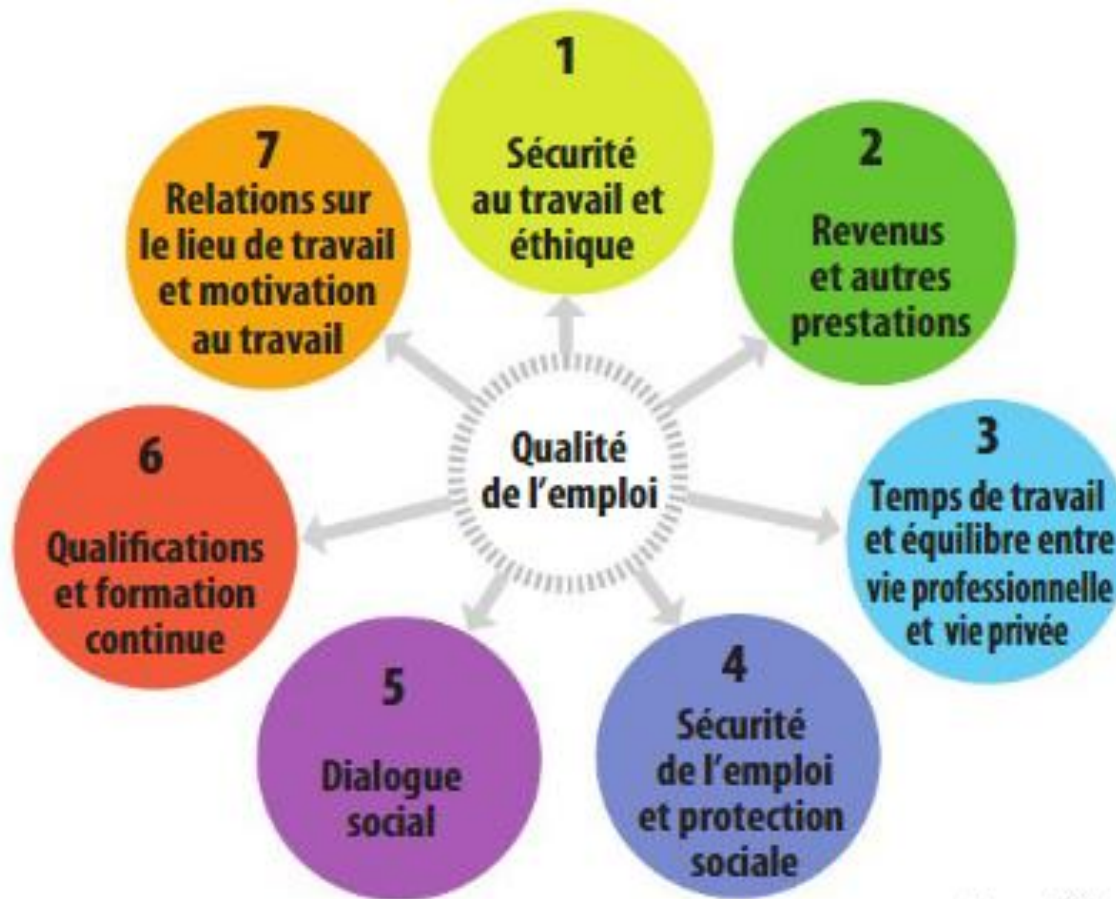 1
Sécurité
au travail et
éthique
2
Revenus
et autres
prestations
3
Temps de travail
et équilibre entre
vie professionnelle
et vie privée
4
Sécurité
de l'emploi
et protection
sociale
5
Dialogue
social
6
Qualifications
et formation
continue
7
Relations sur
le lieu de travail
et motivation
au travail
Qualité
de l'emploi